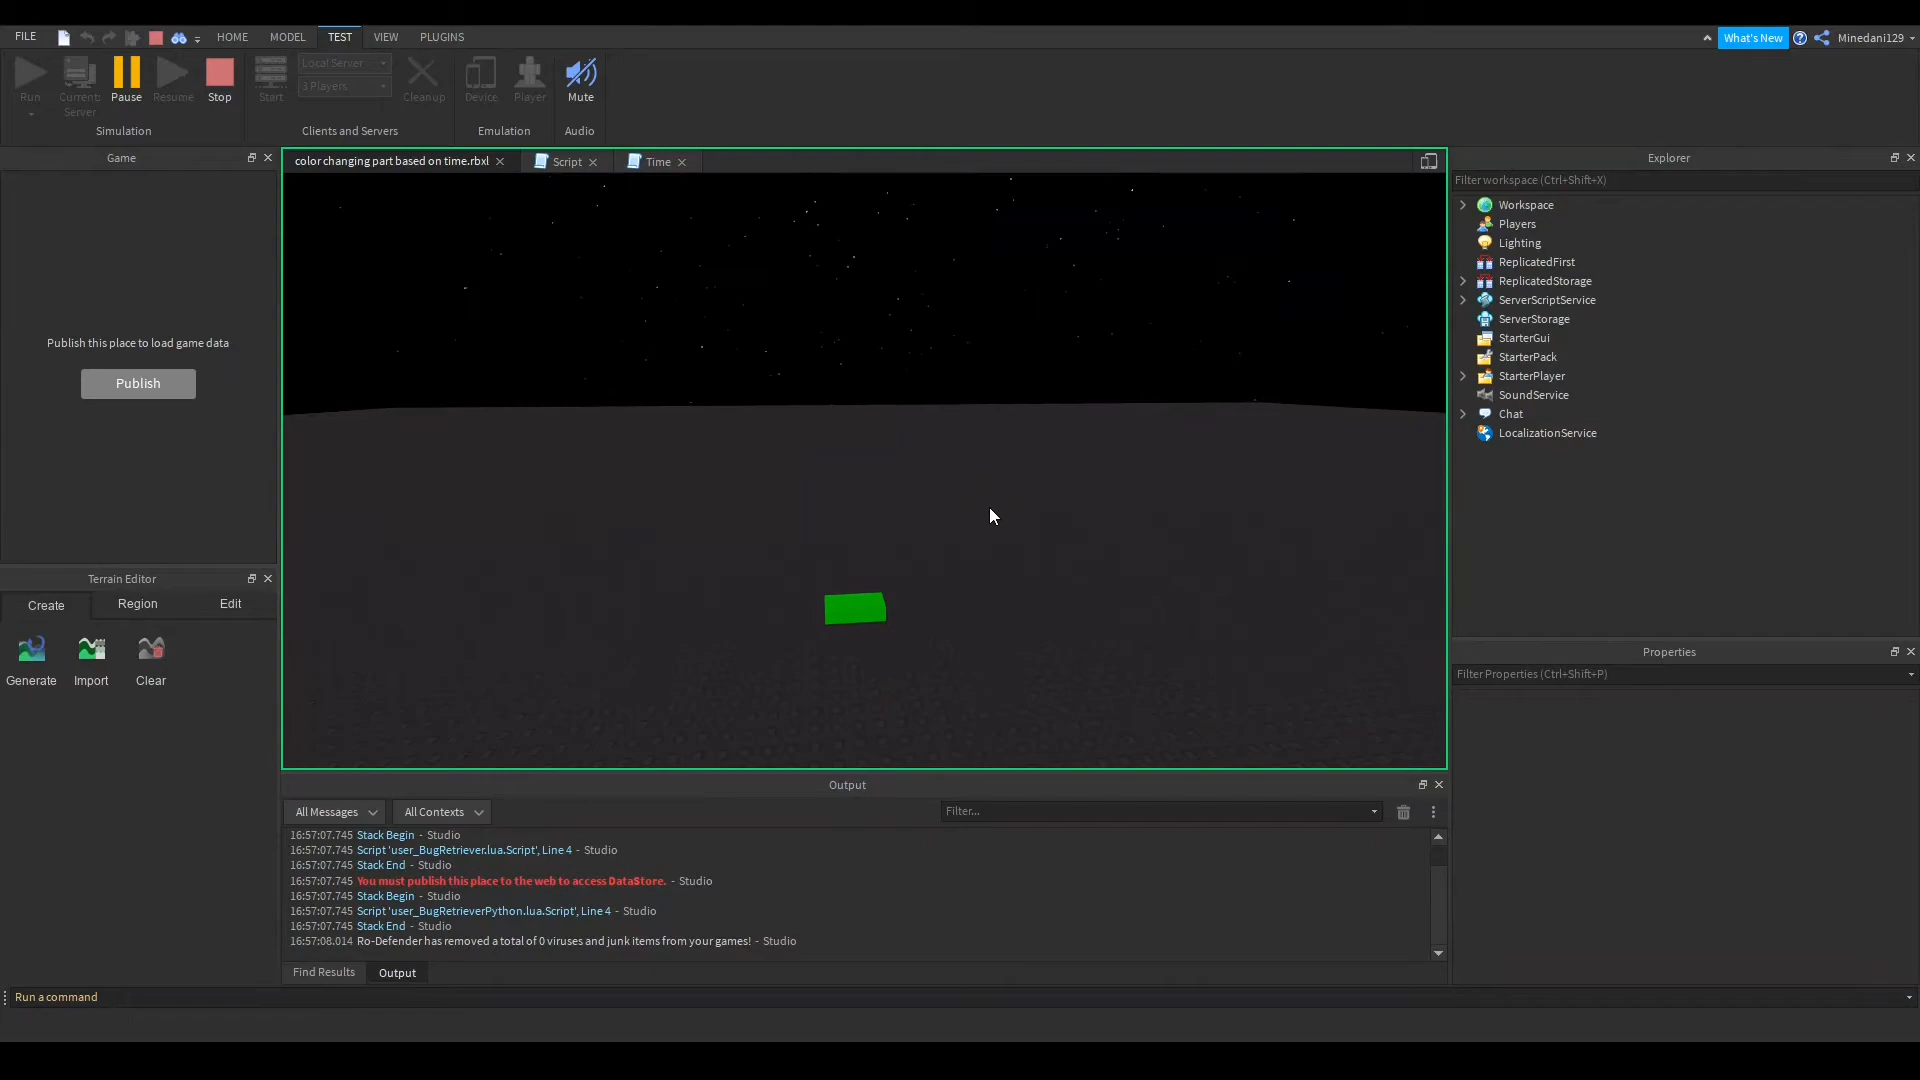 FILE
HOME
MODEL
TEST
VIEW
PLUGINS
What's New
Minedani129
Run
Current:
Server
Pause
Resume
Stop
Start
Local Server
3 Players
Cleanup
Device
Player
Mute
Simulation
Clients and Servers
Emulation
Audio
Game
Publish this place to load game data
Publish
Terrain Editor
Create
Region
Edit
Generate
Import
Clear
color changing part based on time.rbxl
Script
Time
Output
All Messages
All Contexts
Filter...
16:57:07.745 Stack Begin - Studio
16:57:07.745 Script 'user_BugRetriever.lua.Script', Line 4 - Studio
16:57:07.745 Stack End - Studio
16:57:07.745 You must publish this place to the web to access DataStore. - Studio
16:57:07.745 Stack Begin - Studio
16:57:07.745 Script 'user_BugRetrieverPython.lua.Script', Line 4 - Studio
16:57:07.745 Stack End - Studio
16:57:08.014 Ro-Defender has removed a total of 0 viruses and junk items from your games! - Studio
Find Results
Output
Run a command
Explorer
Filter workspace (Ctrl+Shift+X)
Workspace
Players
Lighting
ReplicatedFirst
ReplicatedStorage
ServerScriptService
ServerStorage
StarterGui
StarterPack
StarterPlayer
SoundService
Chat
LocalizationService
Properties
Filter Properties (Ctrl+Shift+P)